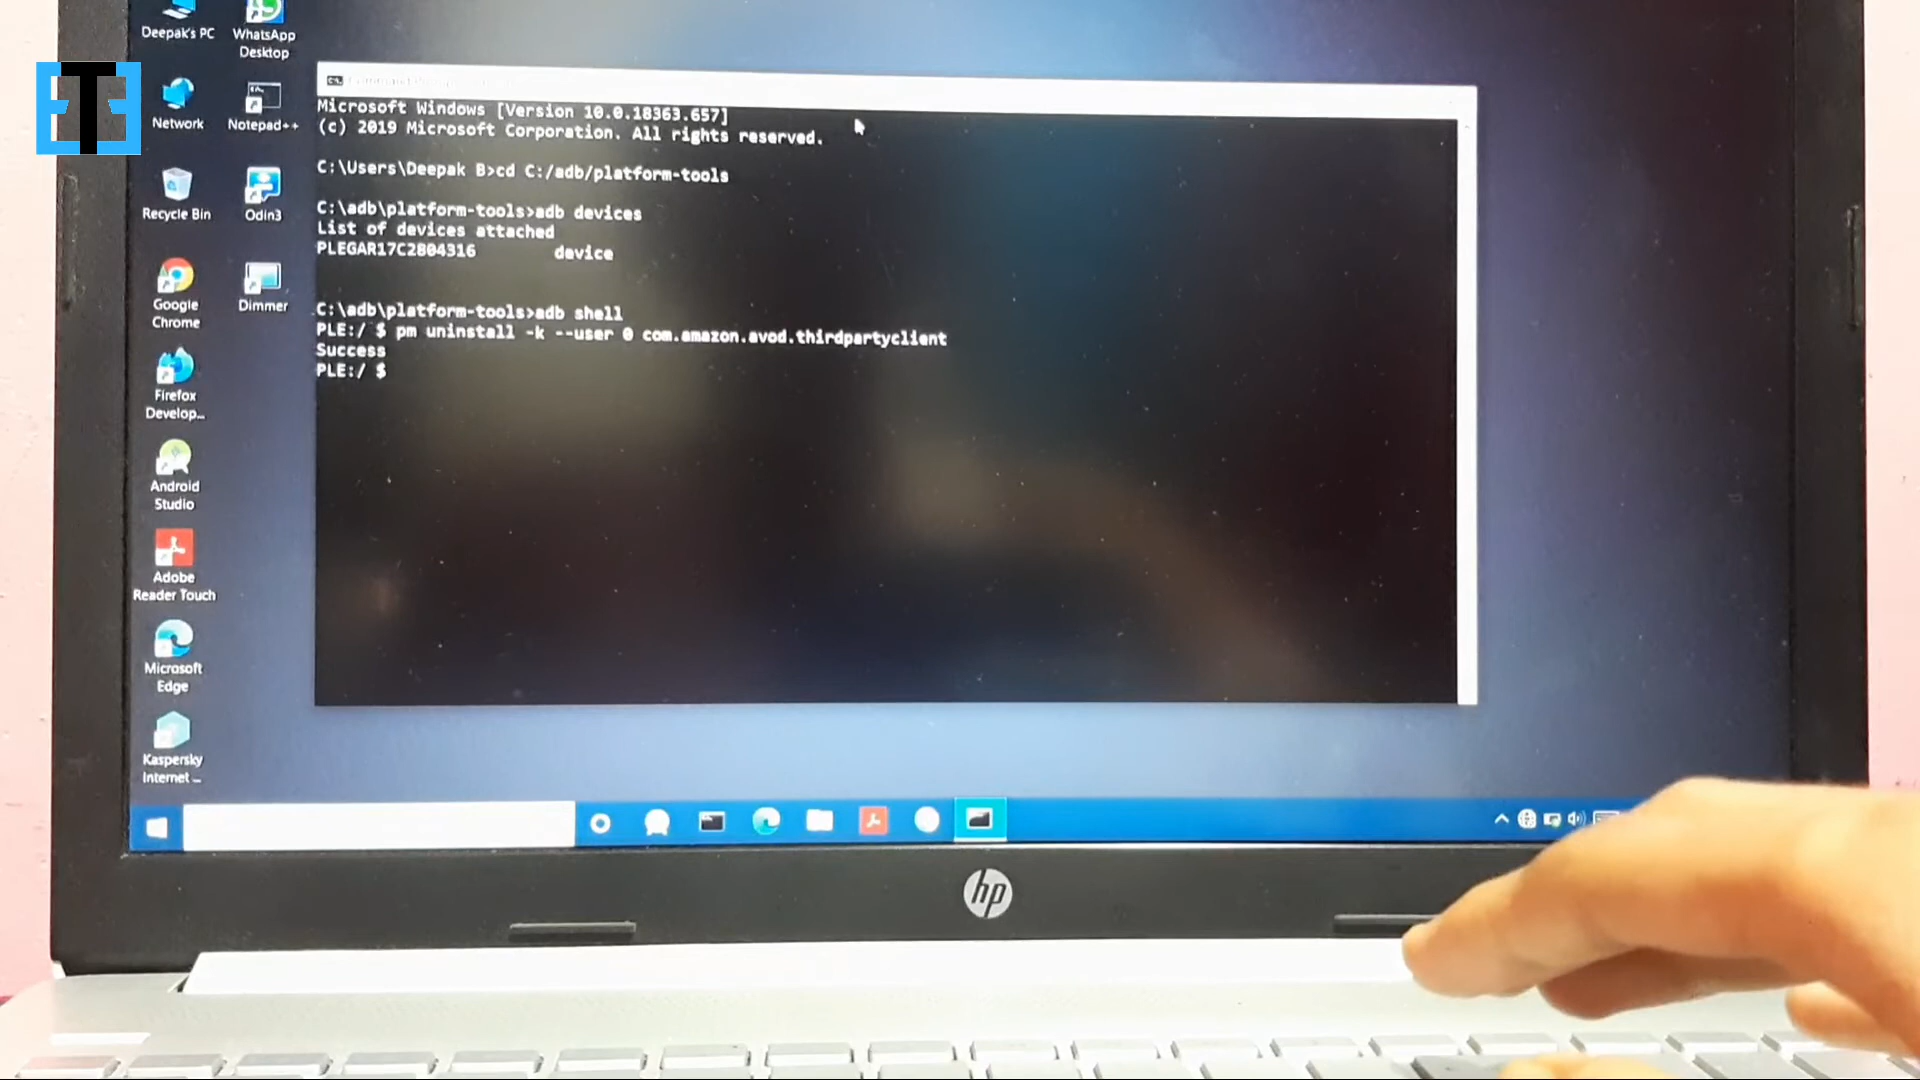 Deepak's PC
WhatsApp
Desktop
Network
Notepad++
Recycle Bin
Odin3
Google
Chrome
Dimmer
Firefox
Develop...
Android
Studio
Adobe
Reader Touch
Microsoft
Edge
Kaspersky
Internet ...
Microsoft Windows [Version 10.0.18363.657]
(c) 2019 Microsoft Corporation. All rights reserved.
C:\Users\Deepak B>cd C:/adb/platform-tools
C:\adb\platform-tools>adb devices
List of devices attached
PLEGAR17C2804316 device
C:\adb\platform-tools>adb shell
PLE:/ $ pm uninstall -k --user 0 com.amazon.avod.thirdpartyclient
Success
PLE:/ $
hp